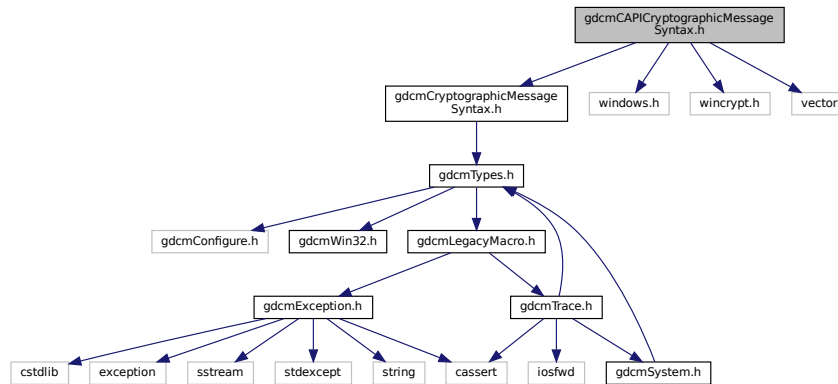 gdcmCAPICryptographicMessage
Syntax.h
gdcmCryptographicMessage
Syntax.h
windows.h
wincrypt.h
vector
gdcmTypes.h
gdcmConfigure.h
gdcmWin32.h
gdcmLegacyMacro.h
gdcmException.h
gdcmTrace.h
cstdlib
exception
sstream
stdexcept
string
cassert
iosfwd
gdcmSystem.h